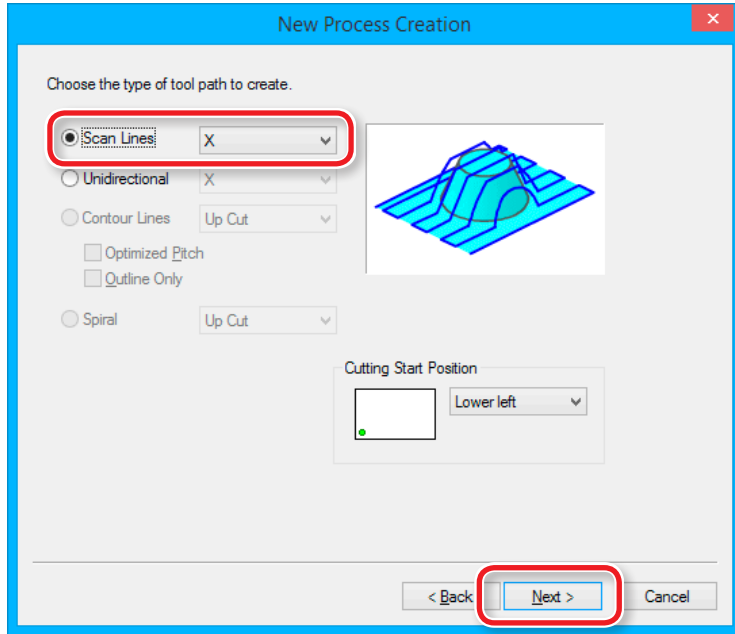 New Process Creation
Choose the type of tool path to create.
Scan Lines X
Unidirectional X
Contour Lines Up Cut
Optimized Pitch
Outline Only
Spiral Up Cut
Cutting Start Position
Lower left
< Back Next > Cancel